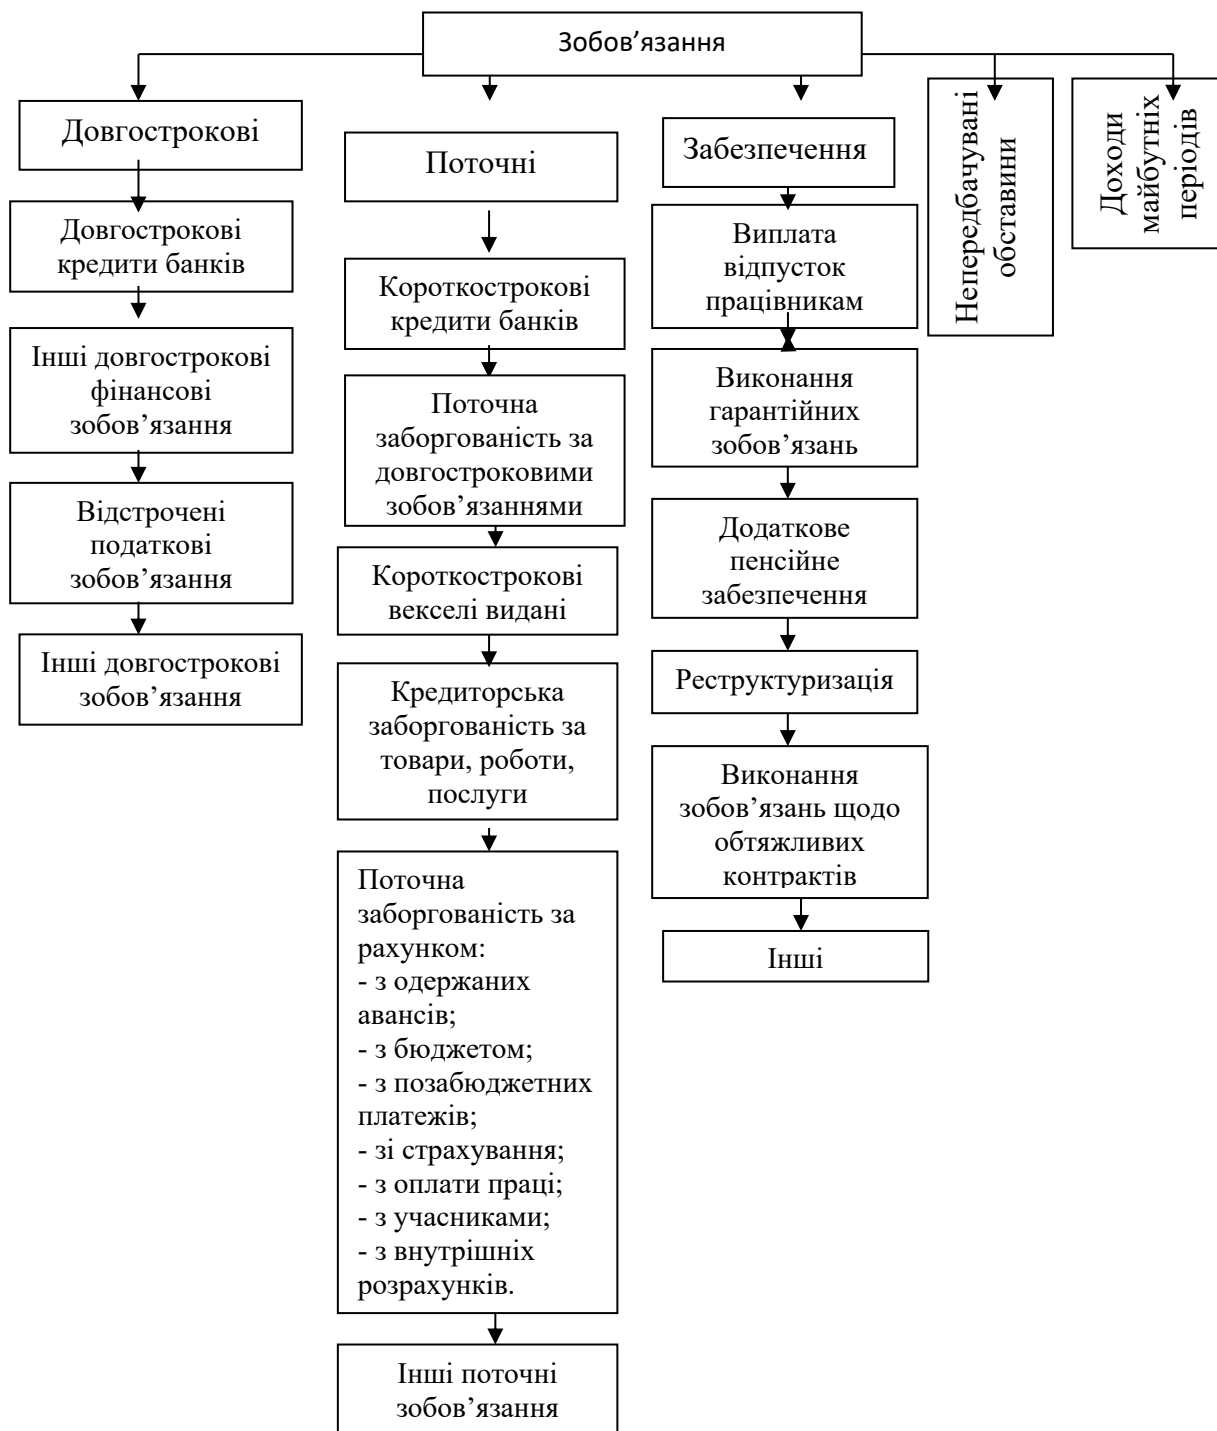 Зобов’язання
Довгострокові
Довгострокові
кредити банків
Інші довгострокові
фінансові
зобов’язання
Відстрочені
податкові
зобов’язання
Інші довгострокові
зобов’язання
Поточні
Короткострокові
кредити банків
Поточна
заборгованість за
довгостроковими
зобов’язаннями
Короткострокові
векселі видані
Кредиторська
заборгованість за
товари, роботи,
послуги
Поточна
заборгованість за
рахунком:
- з одержаних
авансів;
- з бюджетом;
- з позабюджетних
платежів;
- зі страхування;
- з оплати праці;
- з учасниками;
- з внутрішніх
розрахунків.
Інші поточні
зобов’язання
Забезпечення
Виплата
відпусток
працівникам
Виконання
гарантійних
зобов’язань
Додаткове
пенсійне
забезпечення
Реструктуризація
Виконання
зобов’язань щодо
обтяжливих
контрактів
Інші
Непередбачувані
обставини
Доходи
майбутніх
періодів